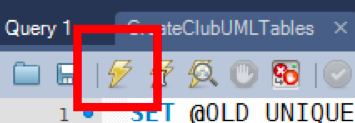 Query 1 CreateClubUMLTables ×
1 SET @OLD_UNIQUE